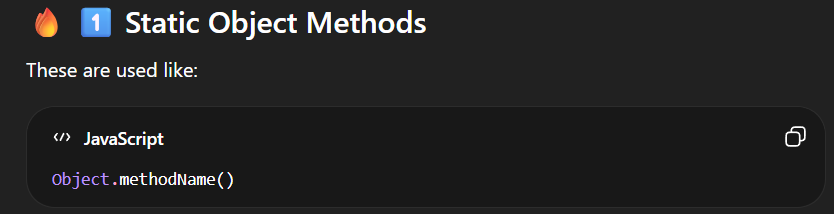 🔥 1️⃣ Static Object Methods
These are used like:
</> JavaScript
Object.methodName()